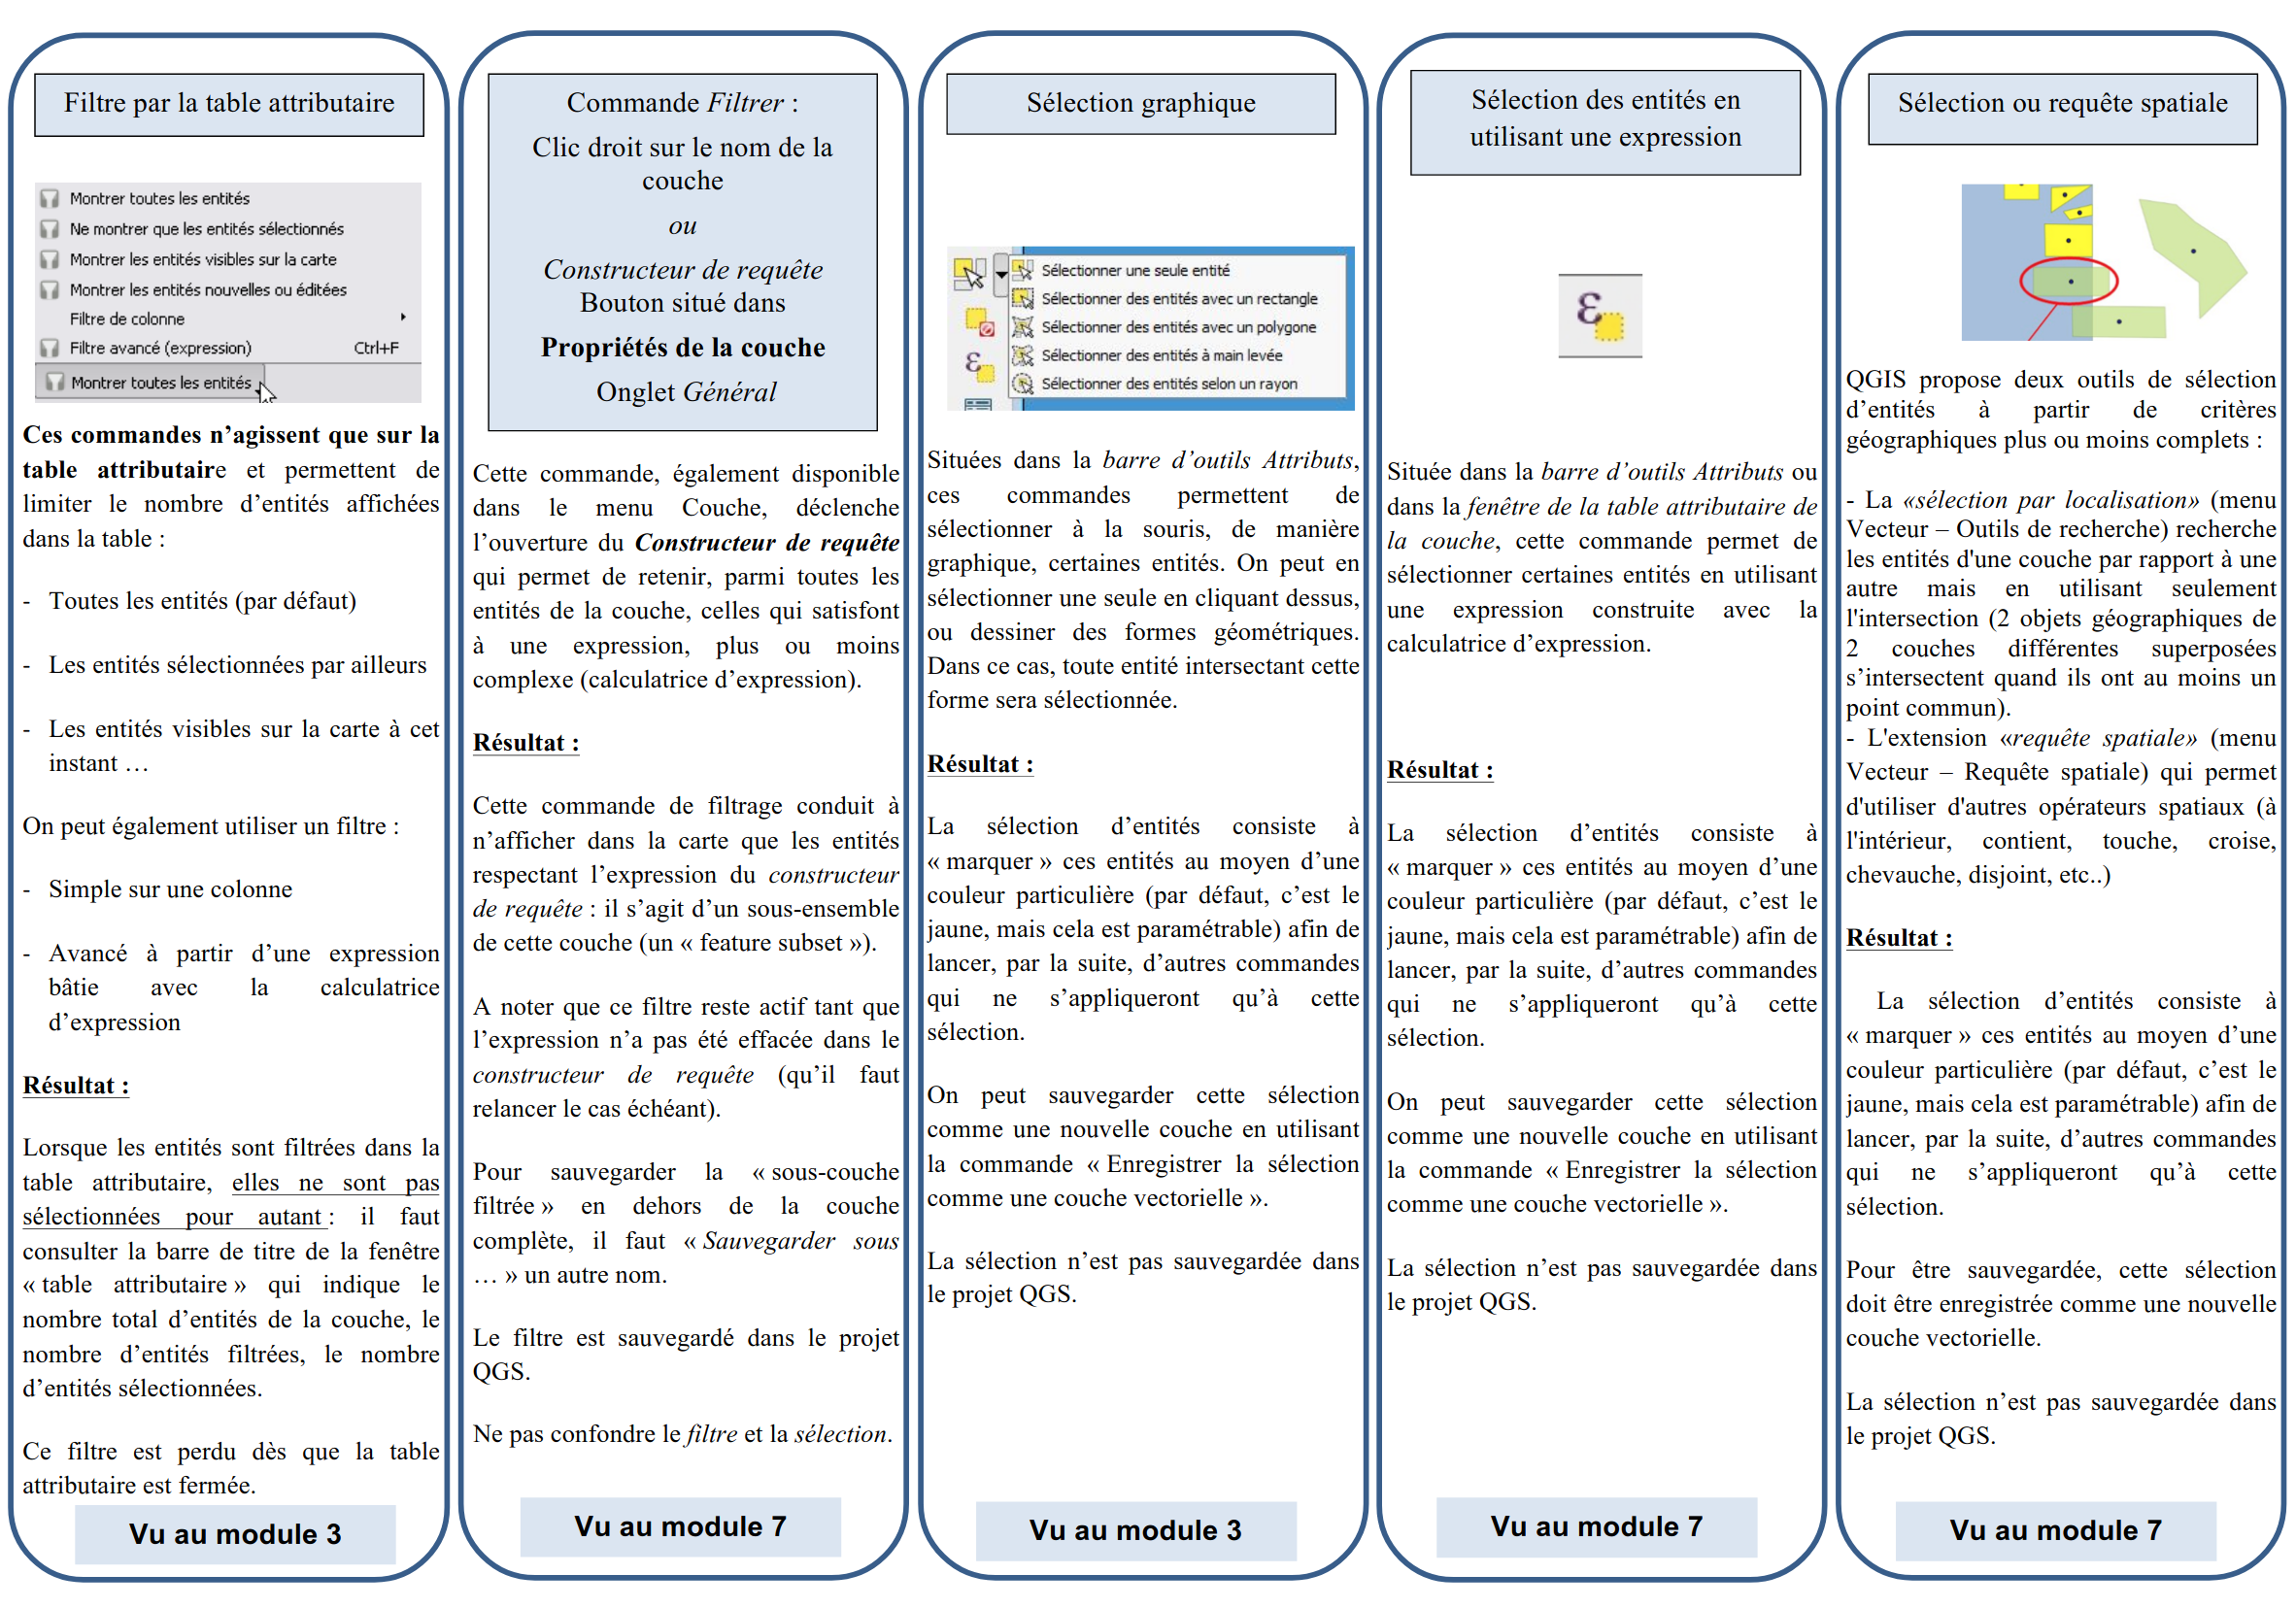 Filtre par la table attributaire
Montrer toutes les entités
Ne montrer que les entités sélectionnés
Montrer les entités visibles sur la carte
Montrer les entités nouvelles ou éditées
Filtre de colonne
Filtre avancé (expression) Ctrl+F
Montrer toutes les entités
Ces commandes n’agissent que sur la
table attributaire et permettent de
limiter le nombre d’entités affichées
dans la table :
- Toutes les entités (par défaut)
- Les entités sélectionnées par ailleurs
- Les entités visibles sur la carte à cet
instant …
On peut également utiliser un filtre :
- Simple sur une colonne
- Avancé à partir d’une expression
bâtie avec la calculatrice
d’expression
Résultat :
Lorsque les entités sont filtrées dans la
table attributaire, elles ne sont pas
sélectionnées pour autant : il faut
consulter la barre de titre de la fenêtre
« table attributaire » qui indique le
nombre total d’entités de la couche, le
nombre d’entités filtrées, le nombre
d’entités sélectionnées.
Ce filtre est perdu dès que la table
attributaire est fermée.
Vu au module 3
Commande Filtrer :
Clic droit sur le nom de la
couche
ou
Constructeur de requête
Bouton situé dans
Propriétés de la couche
Onglet Général
Cette commande, également disponible
dans le menu Couche, déclenche
l’ouverture du Constructeur de requête
qui permet de retenir, parmi toutes les
entités de la couche, celles qui satisfont
à une expression, plus ou moins
complexe (calculatrice d’expression).
Résultat :
Cette commande de filtrage conduit à
n’afficher dans la carte que les entités
respectant l’expression du constructeur
de requête : il s’agit d’un sous-ensemble
de cette couche (un « feature subset »).
A noter que ce filtre reste actif tant que
l’expression n’a pas été effacée dans le
constructeur de requête (qu’il faut
relancer le cas échéant).
Pour sauvegarder la « sous-couche
filtrée » en dehors de la couche
complète, il faut « Sauvegarder sous
… » un autre nom.
Le filtre est sauvegardé dans le projet
QGS.
Ne pas confondre le filtre et la sélection.
Vu au module 7
Sélection graphique
Sélectionner une seule entité
Sélectionner des entités avec un rectangle
Sélectionner des entités avec un polygone
Sélectionner des entités à main levée
Sélectionner des entités selon un rayon
Situées dans la barre d’outils Attributs,
ces commandes permettent de
sélectionner à la souris, de manière
graphique, certaines entités. On peut en
sélectionner une seule en cliquant dessus,
ou dessiner des formes géométriques.
Dans ce cas, toute entité intersectant cette
forme sera sélectionnée.
Résultat :
La sélection d’entités consiste à
« marquer » ces entités au moyen d’une
couleur particulière (par défaut, c’est le
jaune, mais cela est paramétrable) afin de
lancer, par la suite, d’autres commandes
qui ne s’appliqueront qu’à cette
sélection.
On peut sauvegarder cette sélection
comme une nouvelle couche en utilisant
la commande « Enregistrer la sélection
comme une couche vectorielle ».
La sélection n’est pas sauvegardée dans
le projet QGS.
Vu au module 3
Sélection des entités en
utilisant une expression
ε
Située dans la barre d’outils Attributs ou
dans la fenêtre de la table attributaire de
la couche, cette commande permet de
sélectionner certaines entités en utilisant
une expression construite avec la
calculatrice d’expression.
Résultat :
La sélection d’entités consiste à
« marquer » ces entités au moyen d’une
couleur particulière (par défaut, c’est le
jaune, mais cela est paramétrable) afin de
lancer, par la suite, d’autres commandes
qui ne s’appliqueront qu’à cette
sélection.
On peut sauvegarder cette sélection
comme une nouvelle couche en utilisant
la commande « Enregistrer la sélection
comme une couche vectorielle ».
La sélection n’est pas sauvegardée dans
le projet QGS.
Vu au module 7
Sélection ou requête spatiale
QGIS propose deux outils de sélection
d’entités à partir de critères
géographiques plus ou moins complets :
- La «sélection par localisation» (menu
Vecteur – Outils de recherche) recherche
les entités d'une couche par rapport à une
autre mais en utilisant seulement
l'intersection (2 objets géographiques de
2 couches différentes superposées
s’intersectent quand ils ont au moins un
point commun).
- L'extension «requête spatiale» (menu
Vecteur – Requête spatiale) qui permet
d'utiliser d'autres opérateurs spatiaux (à
l'intérieur, contient, touche, croise,
chevauche, disjoint, etc..)
Résultat :
La sélection d’entités consiste à
« marquer » ces entités au moyen d’une
couleur particulière (par défaut, c’est le
jaune, mais cela est paramétrable) afin de
lancer, par la suite, d’autres commandes
qui ne s’appliqueront qu’à cette
sélection.
Pour être sauvegardée, cette sélection
doit être enregistrée comme une nouvelle
couche vectorielle.
La sélection n’est pas sauvegardée dans
le projet QGS.
Vu au module 7